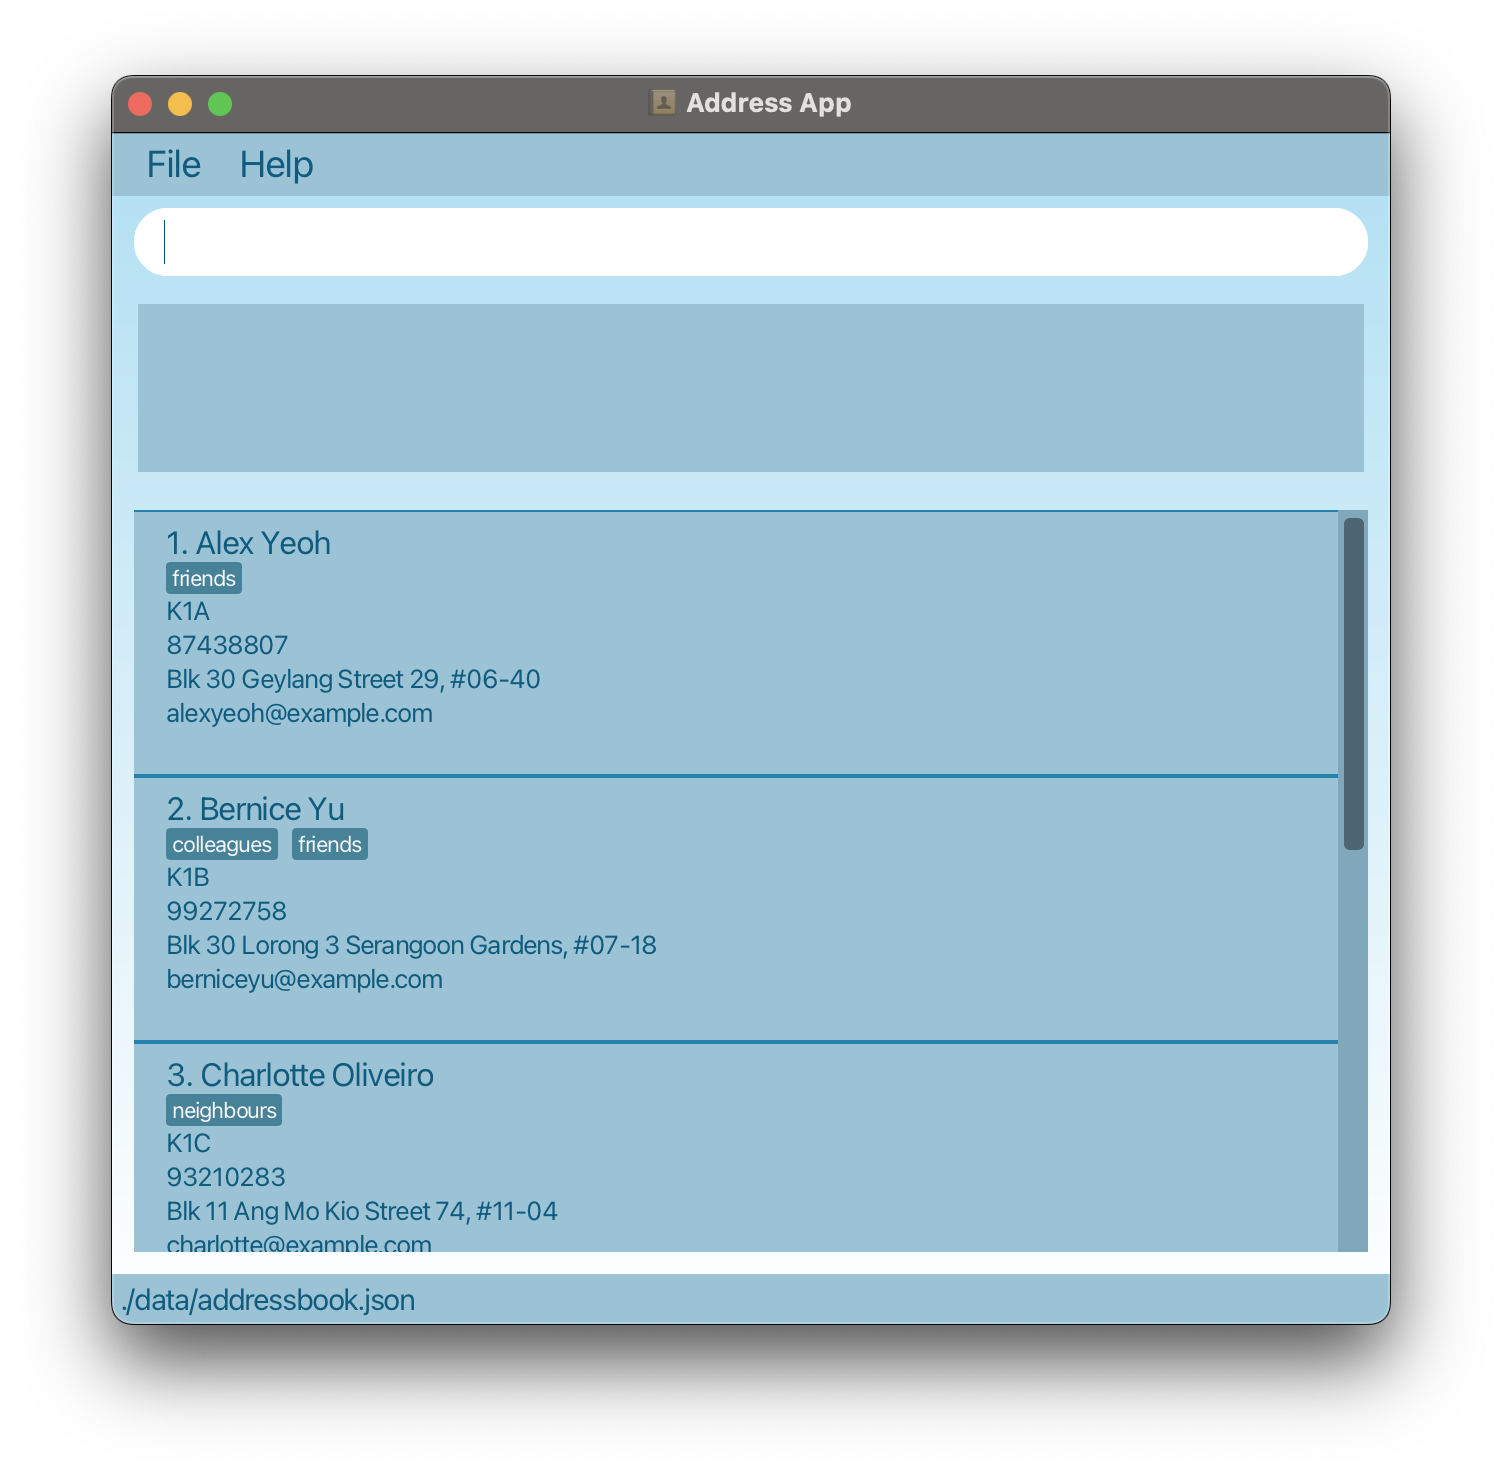 Address App
File Help
1. Alex Yeoh
friends
K1A
87438807
Blk 30 Geylang Street 29, #06-40
alexyeoh@example.com
2. Bernice Yu
colleagues friends
K1B
99272758
Blk 30 Lorong 3 Serangoon Gardens, #07-18
berniceyu@example.com
3. Charlotte Oliveiro
neighbours
K1C
93210283
Blk 11 Ang Mo Kio Street 74, #11-04
charlotte@example.com
./data/addressbook.json